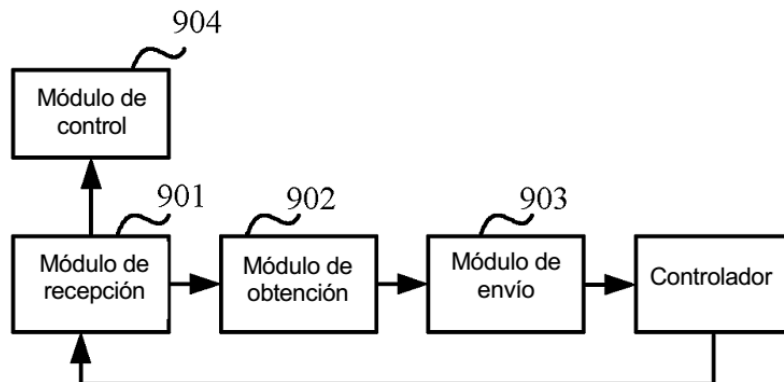 904
Módulo de
control
901
902
903
Módulo de
recepción
Módulo de
obtención
Módulo de
envío
Controlador